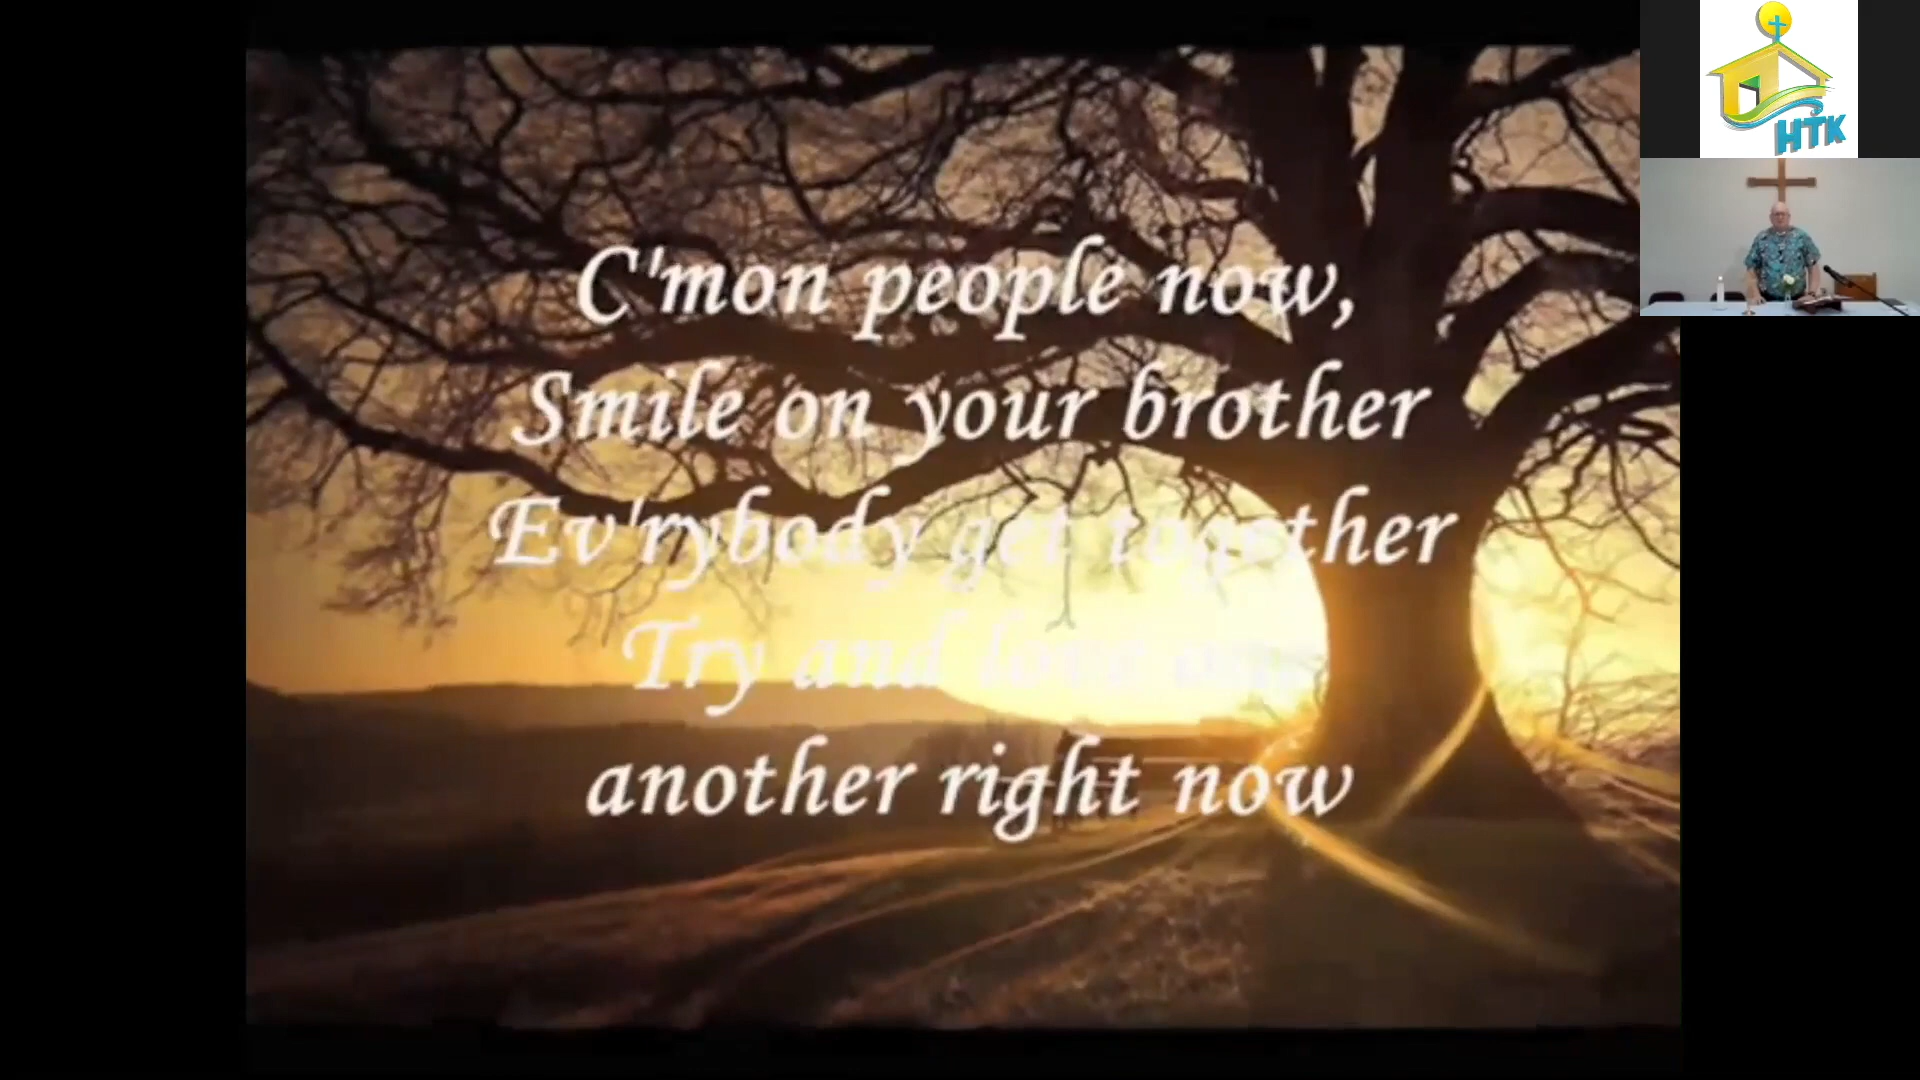 HTK
C'mon people now,
Smile on your brother
Ev'rybody get together
Try and love one
another right now